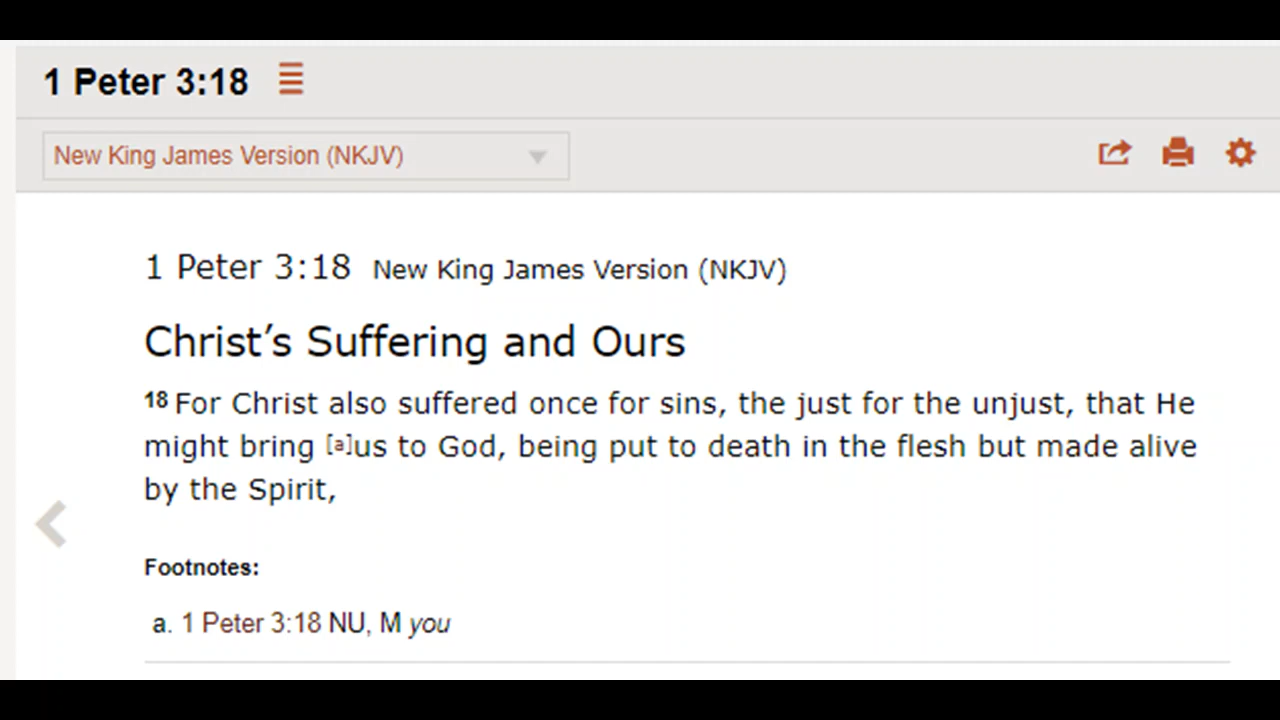 1 Peter 3:18
New King James Version (NKJV)
1 Peter 3:18 New King James Version (NKJV)
Christ’s Suffering and Ours
18 For Christ also suffered once for sins, the just for the unjust, that He
might bring [a]us to God, being put to death in the flesh but made alive
by the Spirit,
Footnotes:
a. 1 Peter 3:18 NU, M you